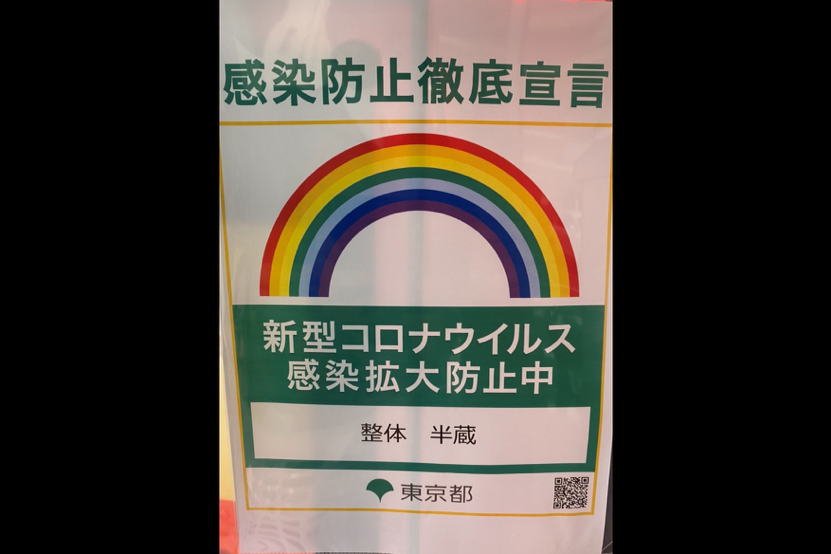 感染防止徹底宣言
新型コロナウイルス
感染拡大防止中
整体 半蔵
東京都